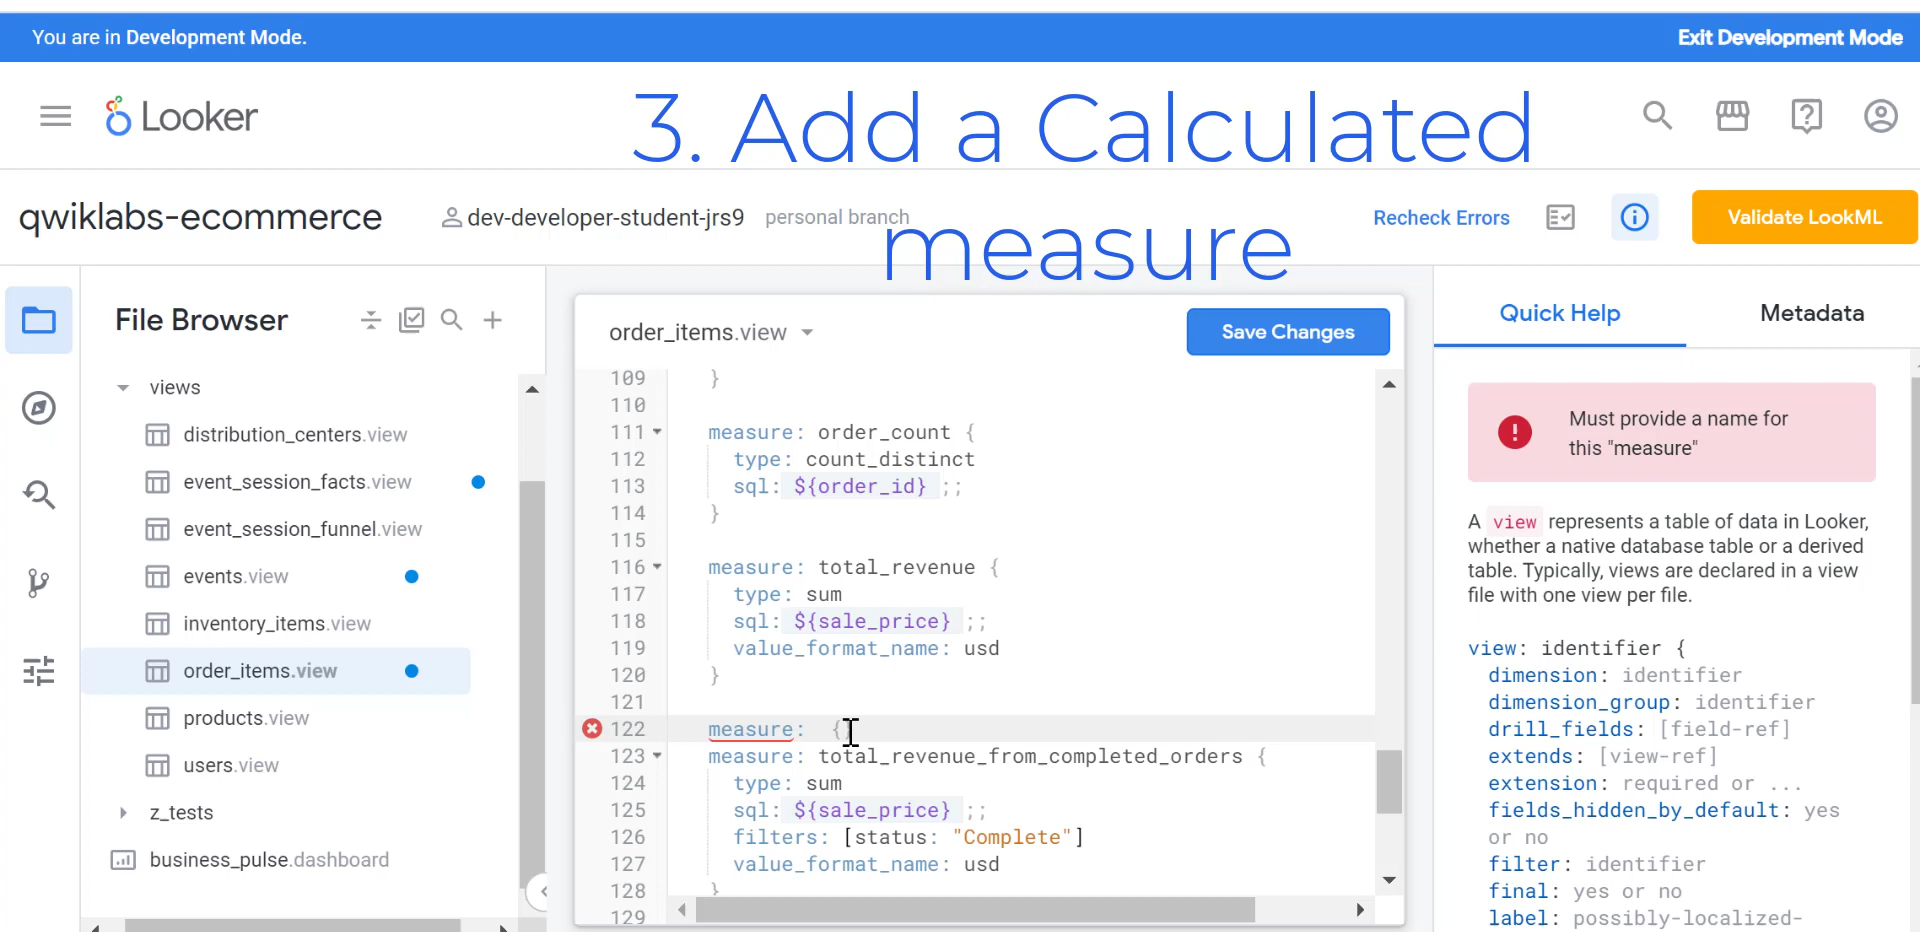 You are in Development Mode.
Exit Development Mode
Looker
3. Add a Calculated
measure
qwiklabs-ecommerce
dev-developer-student-jrs9 personal branch
Recheck Errors
Validate LookML
File Browser
views
distribution_centers.view
event_session_facts.view
event_session_funnel.view
events.view
inventory_items.view
order_items.view
products.view
users.view
z_tests
business_pulse.dashboard
order_items.view
Save Changes
109 }
110
111 measure: order_count {
112 type: count_distinct
113 sql: ${order_id} ;;
114 }
115
116 measure: total_revenue {
117 type: sum
118 sql: ${sale_price} ;;
119 value_format_name: usd
120 }
121
122 measure: {}
123 measure: total_revenue_from_completed_orders {
124 type: sum
125 sql: ${sale_price} ;;
126 filters: [status: "Complete"]
127 value_format_name: usd
128 }
129
Quick Help
Metadata
Must provide a name for
this "measure"
A view represents a table of data in Looker,
whether a native database table or a derived
table. Typically, views are declared in a view
file with one view per file.
view: identifier {
dimension: identifier
dimension_group: identifier
drill_fields: [field-ref]
extends: [view-ref]
extension: required or ...
fields_hidden_by_default: yes
or no
filter: identifier
final: yes or no
label: possibly-localized-